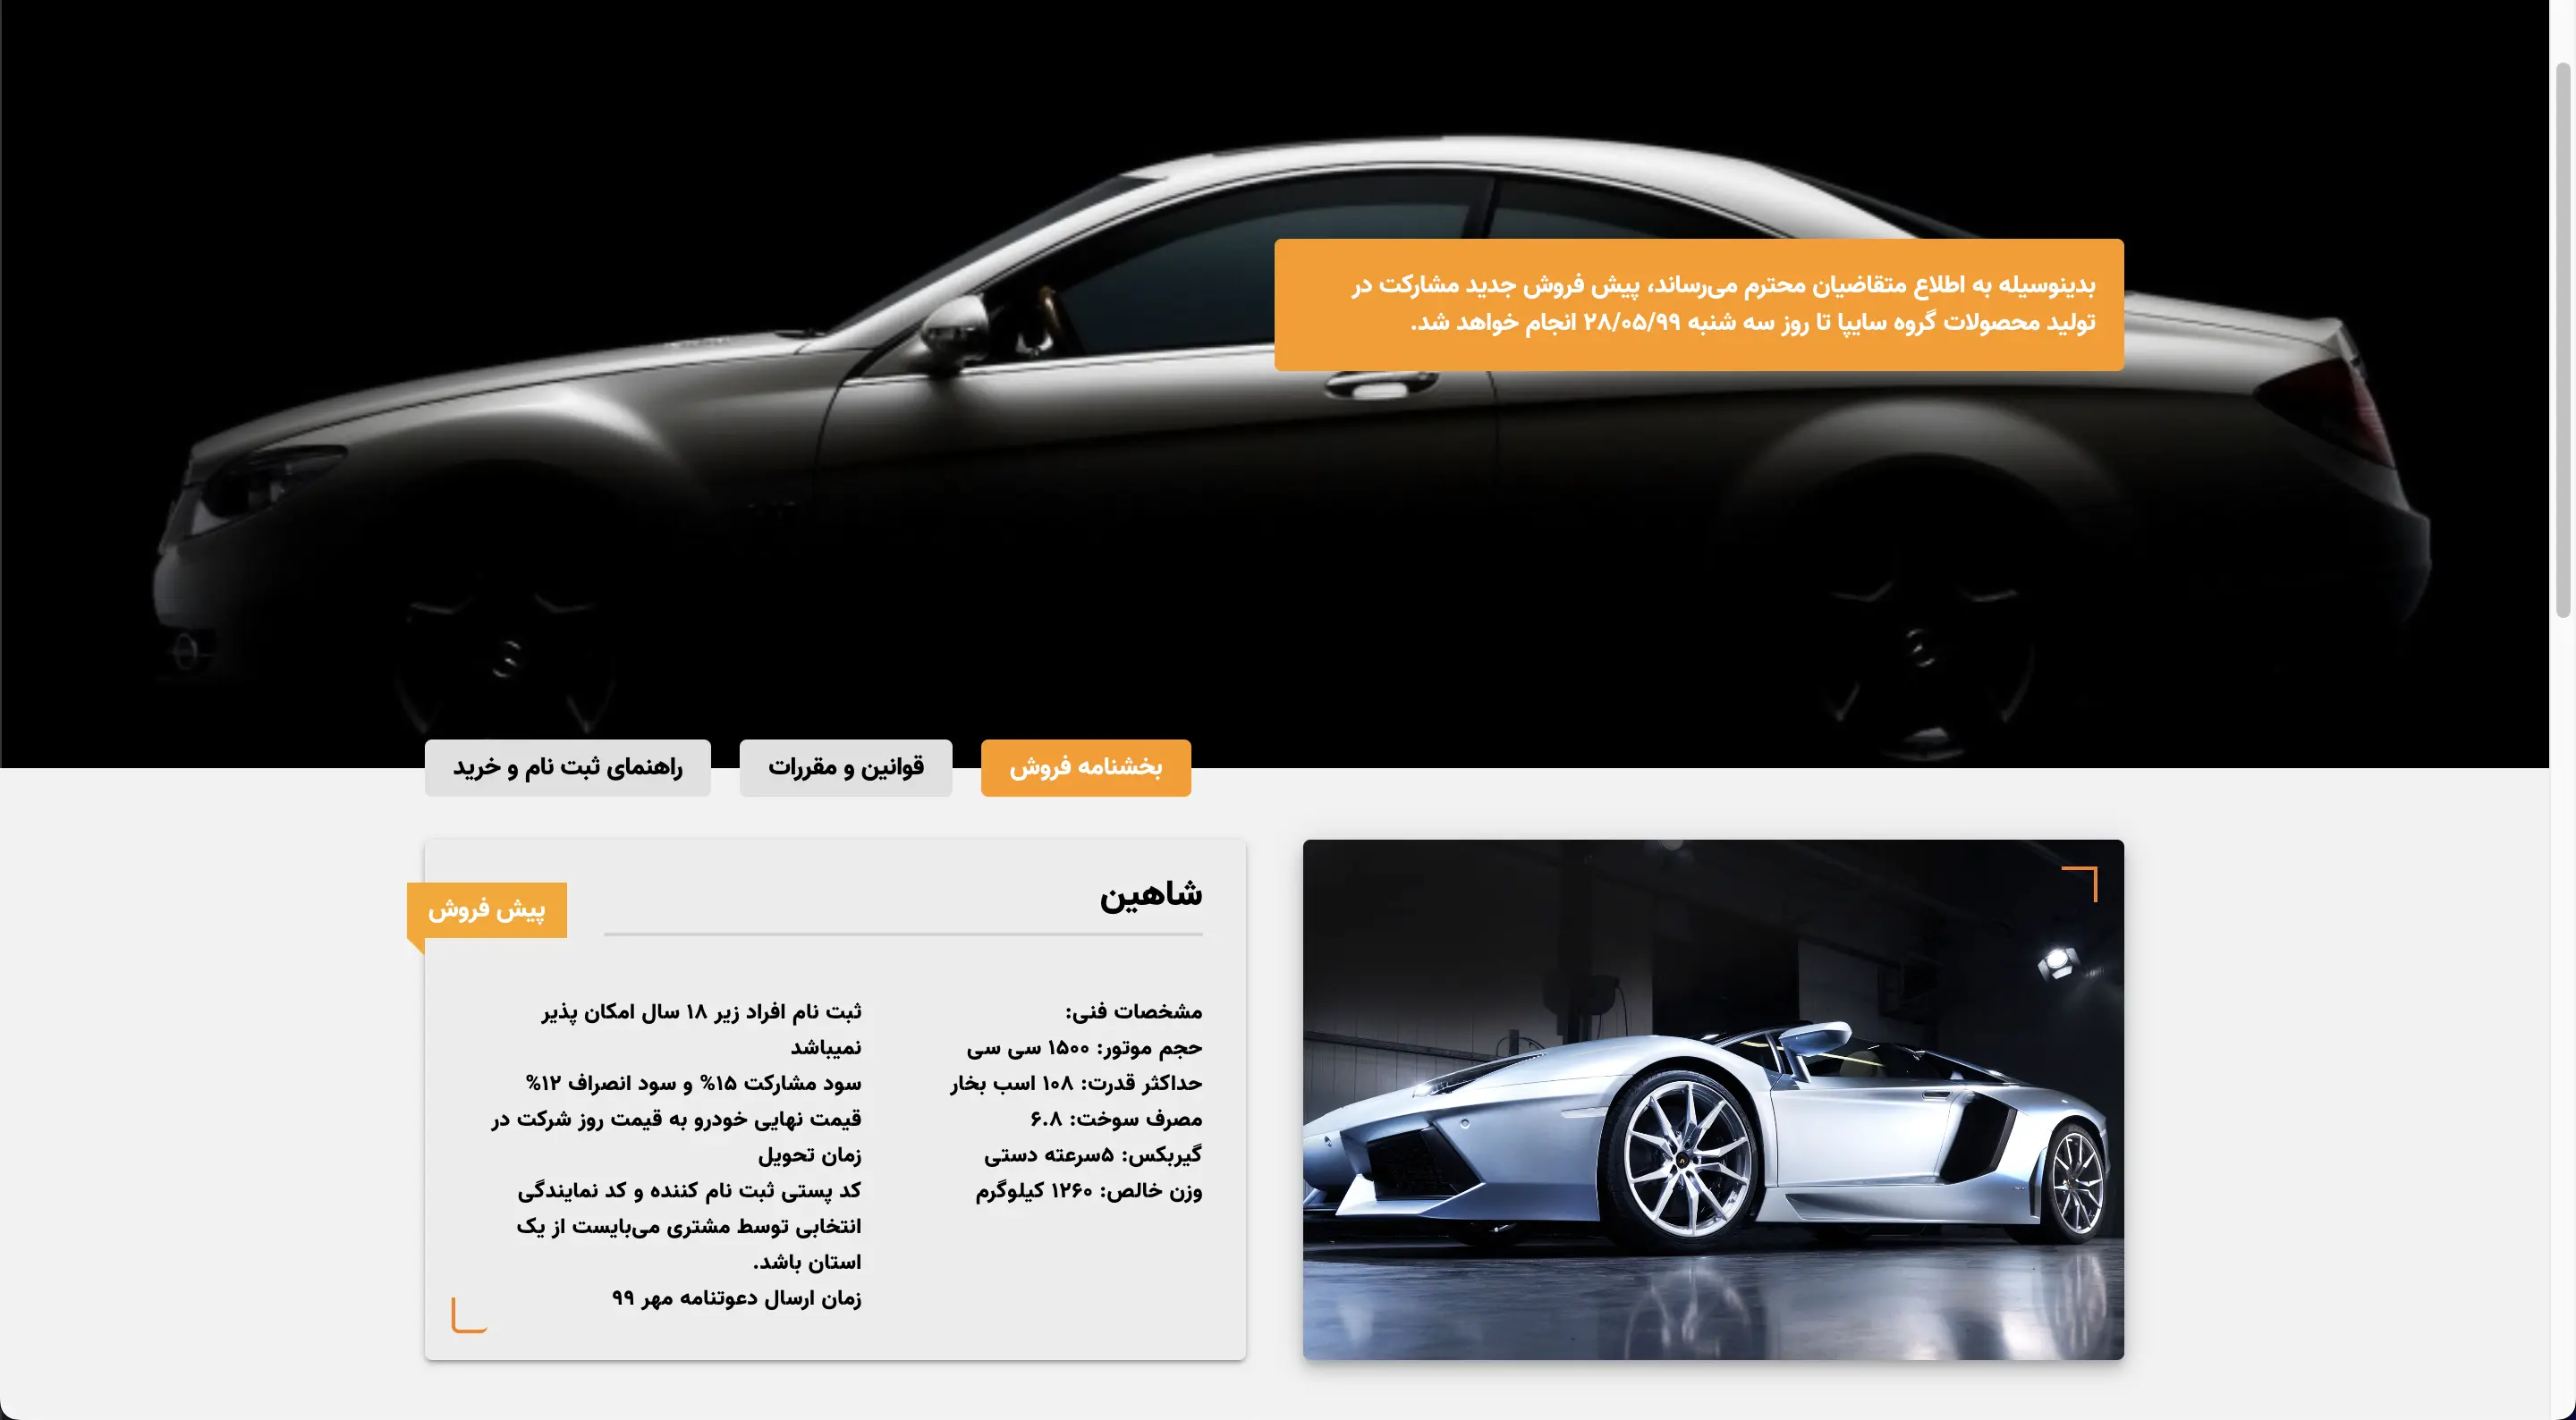 بدینوسیله به اطلاع متقاضیان محترم می‌رساند، پیش فروش جدید مشارکت در
تولید محصولات گروه سایپا تا روز سه شنبه ۲۸/۰۵/۹۹ انجام خواهد شد.
بخشنامه فروش
قوانین و مقررات
راهنمای ثبت نام و خرید
شاهین
پیش فروش
مشخصات فنی:
حجم موتور: ۱۵۰۰ سی سی
حداکثر قدرت: ۱۰۸ اسب بخار
مصرف سوخت: ۶.۸
گیربکس: ۵سرعته دستی
وزن خالص: ۱۲۶۰ کیلوگرم
ثبت نام افراد زیر ۱۸ سال امکان پذیر
نمیباشد
سود مشارکت ۱۵% و سود انصراف ۱۲%
قیمت نهایی خودرو به قیمت روز شرکت در
زمان تحویل
کد پستی ثبت نام کننده و کد نمایندگی
انتخابی توسط مشتری می‌بایست از یک
استان باشد.
زمان ارسال دعوتنامه مهر ۹۹